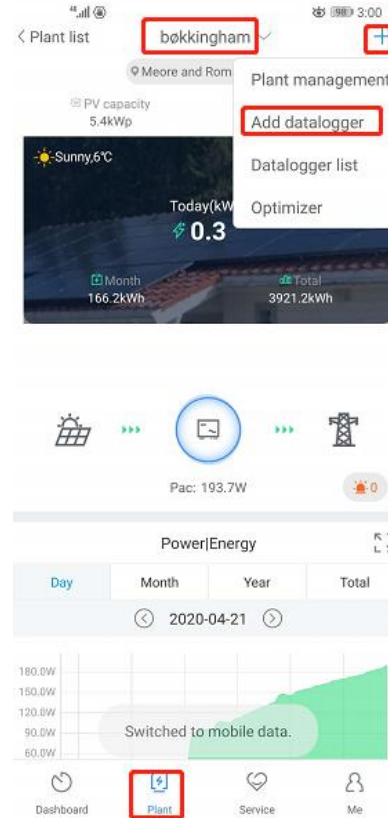 46
98
3:00
Plant list
bøkkingham
Meore and Rom
Plant management
PV capacity
5.4kWp
Add datalogger
Sunny,6℃
Datalogger list
Today(kW
Optimizer
0.3
Month
Total
166.2kWh
3921.2kWh
Pac: 193.7W
0
Power|Energy
Day
Month
Year
Total
2020-04-21
180.0W
150.0W
120.0W
90.0W
60.0W
Switched to mobile data.
Dashboard
Plant
Service
Me